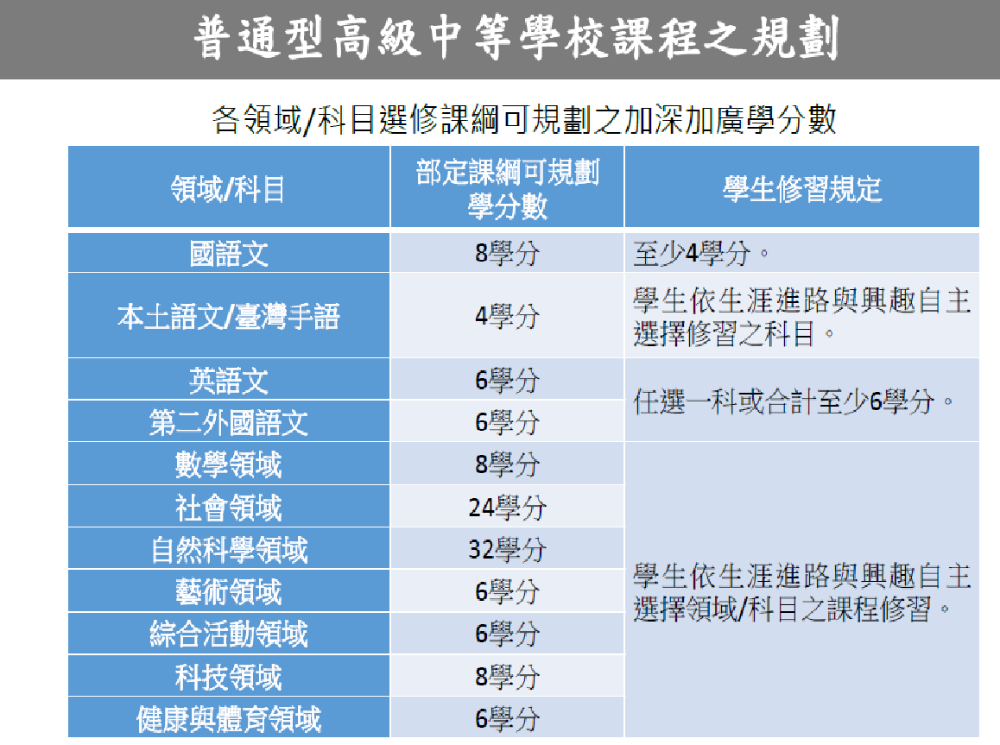 普通型高級中等學校課程之規劃
各領域/科目選修課綱可規劃之加深加廣學分數
領域/科目
部定課綱可規劃
學分數
學生修習規定
國語文
8學分
至少4學分。
本土語文/臺灣手語
4學分
學生依生涯進路與興趣自主
選擇修習之科目。
英語文
6學分
任選一科或合計至少6學分。
第二外國語文
6學分
數學領域
8學分
學生依生涯進路與興趣自主
選擇領域/科目之課程修習。
社會領域
24學分
自然科學領域
32學分
藝術領域
6學分
綜合活動領域
6學分
科技領域
8學分
健康與體育領域
6學分